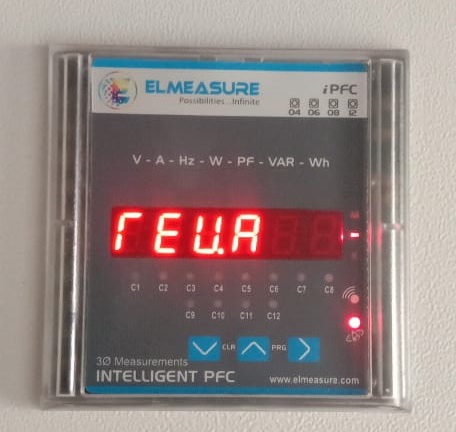 ELMEASURE
Possibilities...Infinite
iPFC
04 06 08 12
V - A - Hz - W - PF - VAR - Wh
rEU.A
C1 C2 C3 C4 C5 C6 C7 C8
C9 C10 C11 C12
CLR PRG
3Ø Measurements
INTELLIGENT PFC
www.elmeasure.com